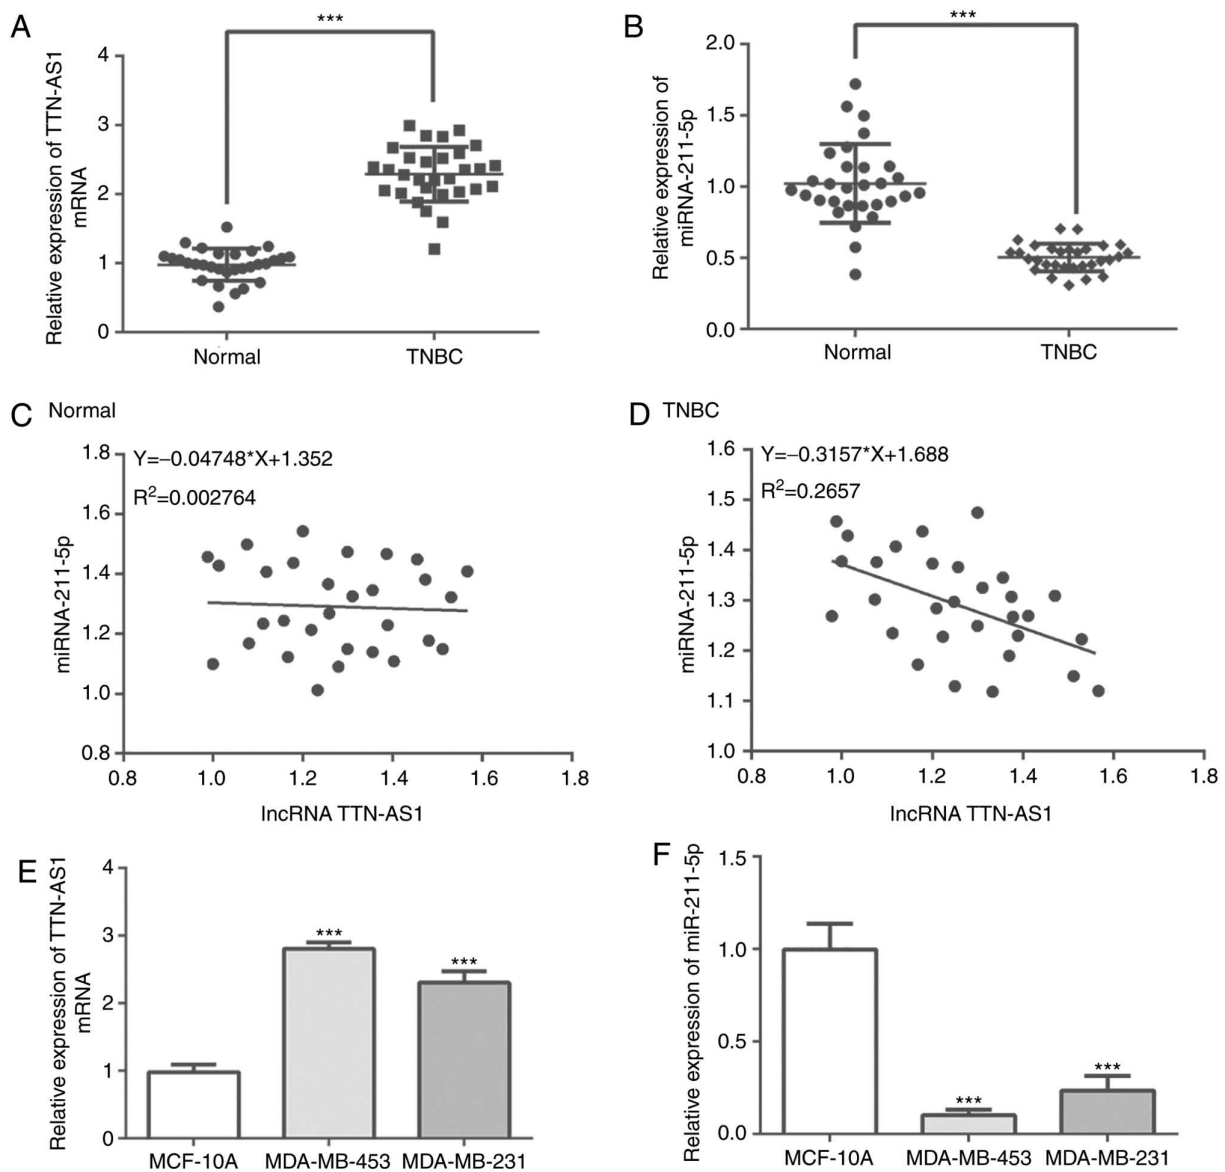 A
***
Relative expression of TTN-AS1
mRNA
4
3
2
1
0
Normal
TNBC
B
***
Relative expression of
miRNA-211-5p
2.0
1.5
1.0
0.5
0.0
Normal
TNBC
C Normal
Y=−0.04748*X+1.352
R²=0.002764
miRNA-211-5p
1.8
1.6
1.4
1.2
1.0
0.8
0.8 1.0 1.2 1.4 1.6 1.8
lncRNA TTN-AS1
D TNBC
Y=−0.3157*X+1.688
R²=0.2657
miRNA-211-5p
1.6
1.5
1.4
1.3
1.2
1.1
1.0
0.8 1.0 1.2 1.4 1.6 1.8
lncRNA TTN-AS1
E
Relative expression of TTN-AS1
mRNA
4
3
2
1
0
***
***
MCF-10A MDA-MB-453 MDA-MB-231
F
Relative expression of miR-211-5p
1.5
1.0
0.5
0.0
***
***
MCF-10A MDA-MB-453 MDA-MB-231